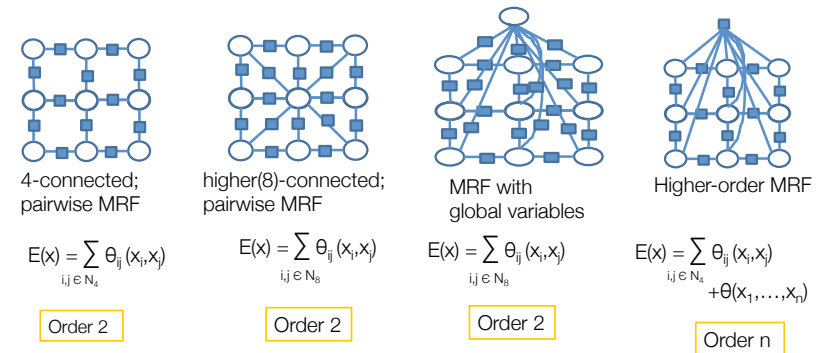 4-connected;
pairwise MRF
E(x) = ∑ θij (xi,xj)
i,j ∈ N4
Order 2
higher(8)-connected;
pairwise MRF
E(x) = ∑ θij (xi,xj)
i,j ∈ N8
Order 2
MRF with
global variables
E(x) = ∑ θij (xi,xj)
i,j ∈ N8
Order 2
Higher-order MRF
E(x) = ∑ θij (xi,xj)
i,j ∈ N4
+θ(x1,...,xn)
Order n